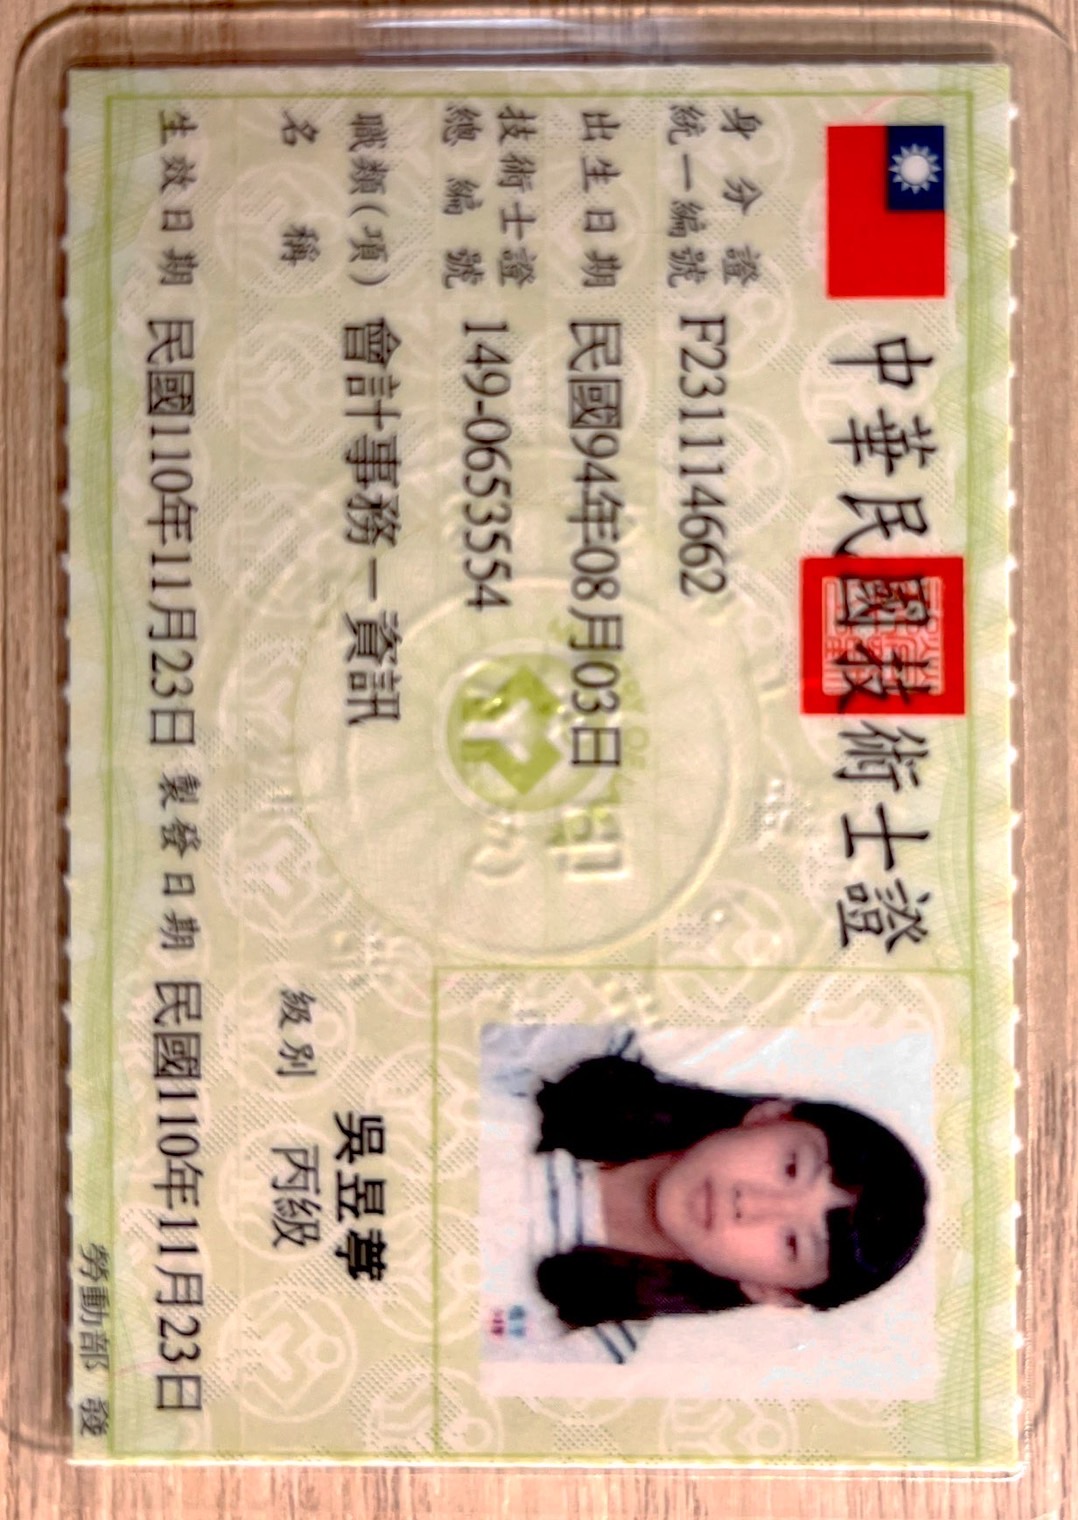 中華民國技術士證
身分證統一編號 F231114662
出生日期 民國94年08月03日
技術士證總編號 149-0653554
職類(項)名稱 會計事務－資訊
吳昱葶
級別 丙級
生效日期 民國110年11月23日 製發日期 民國110年11月23日
勞動部 發